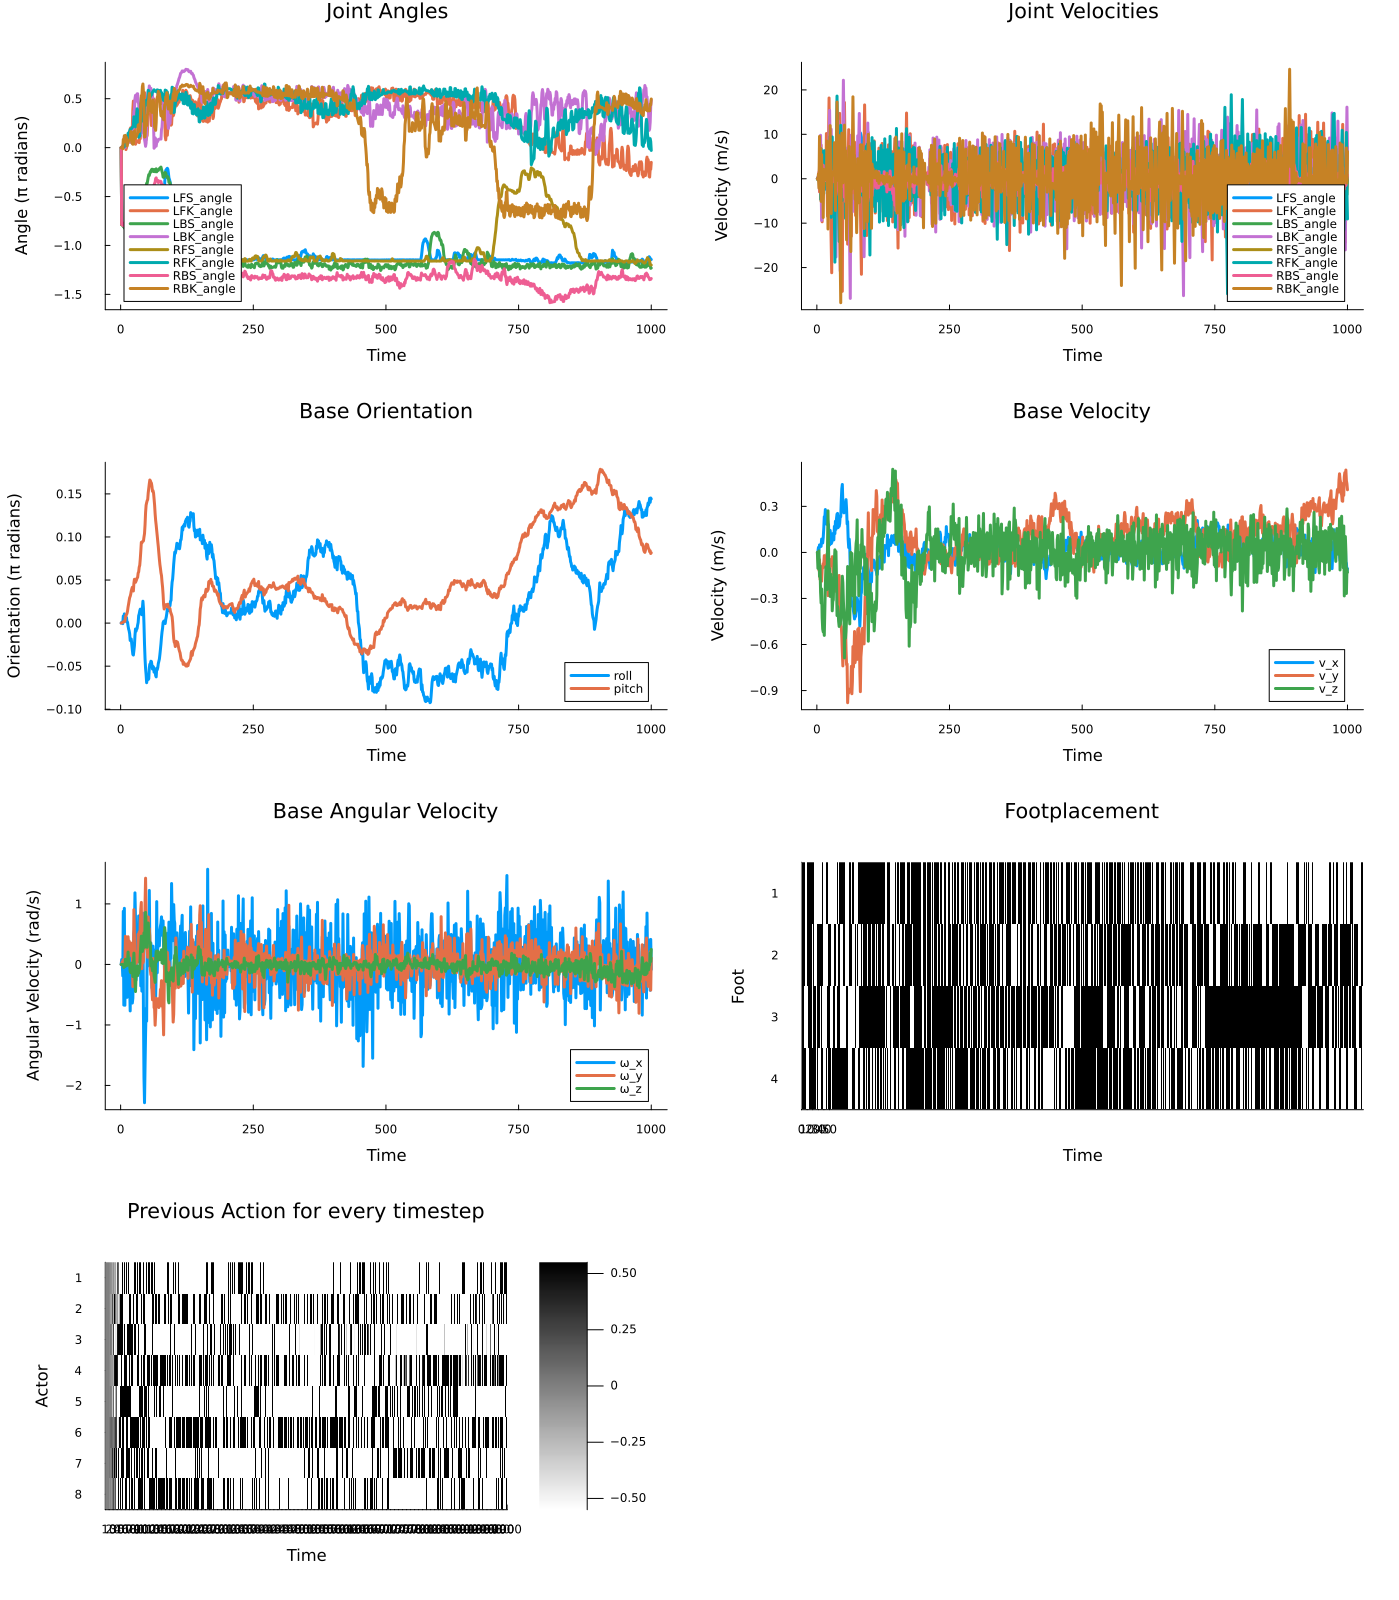 Joint Angles
Joint Velocities
Angle (π radians)
0.5
0.0
−0.5
−1.0
−1.5
LFS_angle
LFK_angle
LBS_angle
LBK_angle
RFS_angle
RFK_angle
RBS_angle
RBK_angle
0 250 500 750 1000
Time
Velocity (m/s)
20
10
0
−10
−20
LFS_angle
LFK_angle
LBS_angle
LBK_angle
RFS_angle
RFK_angle
RBS_angle
RBK_angle
0 250 500 750 1000
Time
Base Orientation
Base Velocity
Orientation (π radians)
0.15
0.10
0.05
0.00
−0.05
−0.10
roll
pitch
0 250 500 750 1000
Time
Velocity (m/s)
0.3
0.0
−0.3
−0.6
−0.9
v_x
v_y
v_z
0 250 500 750 1000
Time
Base Angular Velocity
Footplacement
Angular Velocity (rad/s)
1
0
−1
−2
ω_x
ω_y
ω_z
0 250 500 750 1000
Time
Foot
1
2
3
4
Time
Previous Action for every timestep
Actor
1
2
3
4
5
6
7
8
Time
0.50
0.25
0
−0.25
−0.50